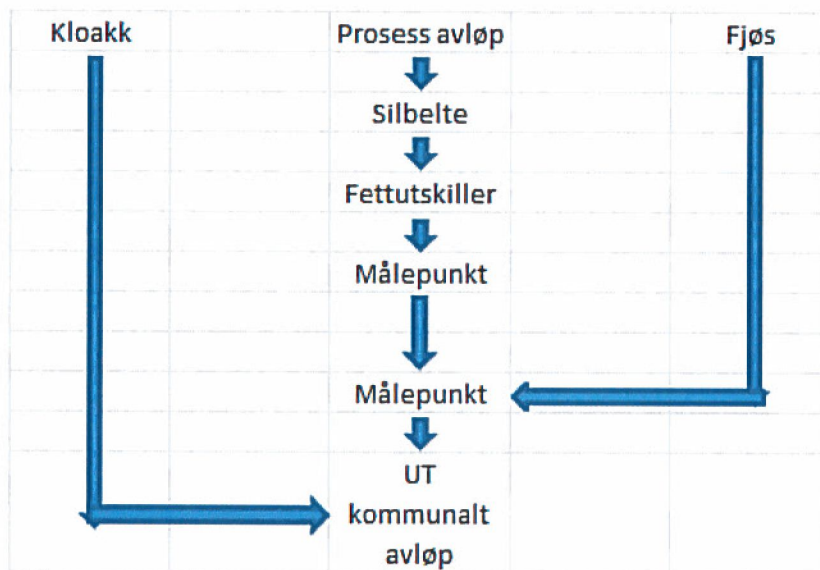 Kloakk
Prosess avløp
Fjøs
Silbelte
Fettutskiller
Målepunkt
Målepunkt
UT
kommunalt
avløp